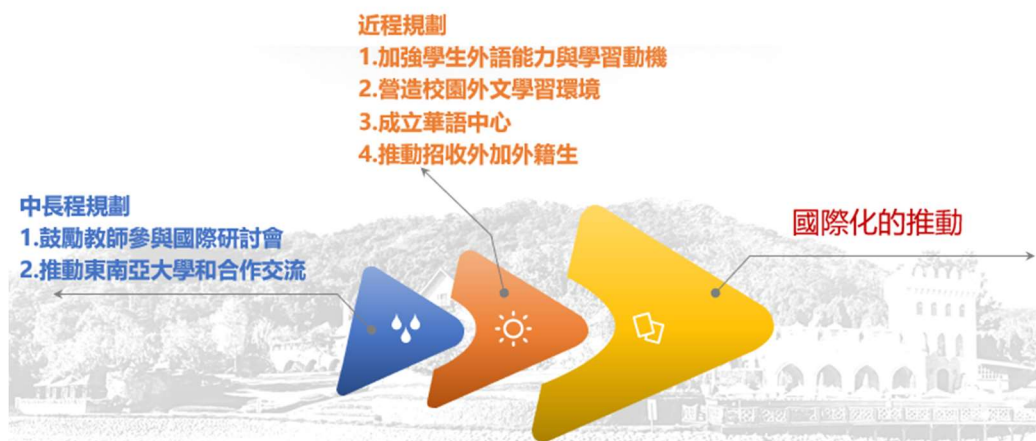 近程規劃
1.加強學生外語能力與學習動機
2.營造校園外文學習環境
3.成立華語中心
4.推動招收外加外籍生
中長程規劃
1.鼓勵教師參與國際研討會
2.推動東南亞大學和合作交流
國際化的推動